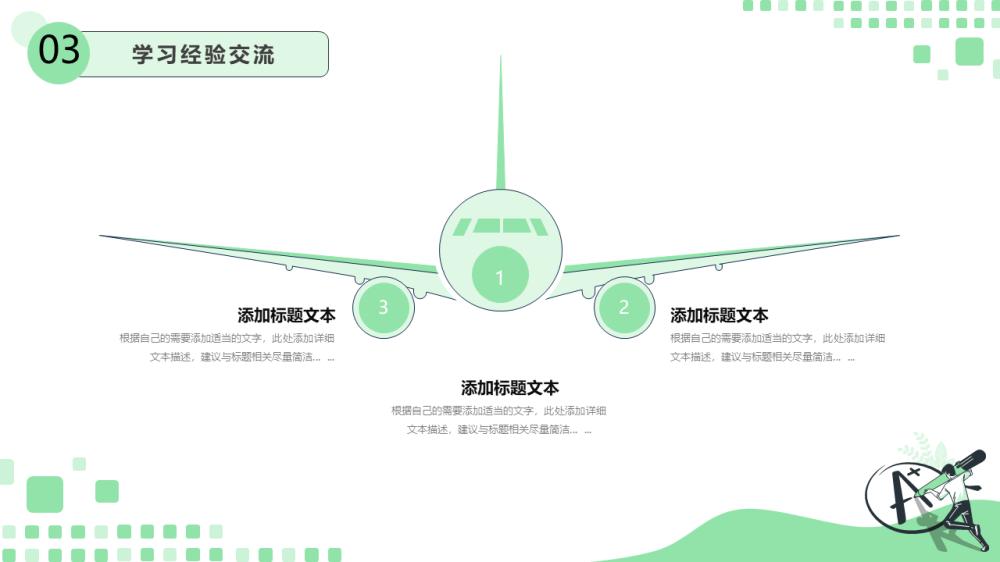 03
学习经验交流
1
3
2
添加标题文本
根据自己的需要添加适当的文字，此处添加详细
文本描述，建议与标题相关尽量简洁... ...
添加标题文本
根据自己的需要添加适当的文字，此处添加详细
文本描述，建议与标题相关尽量简洁... ...
添加标题文本
根据自己的需要添加适当的文字，此处添加详细
文本描述，建议与标题相关尽量简洁... ...
A+